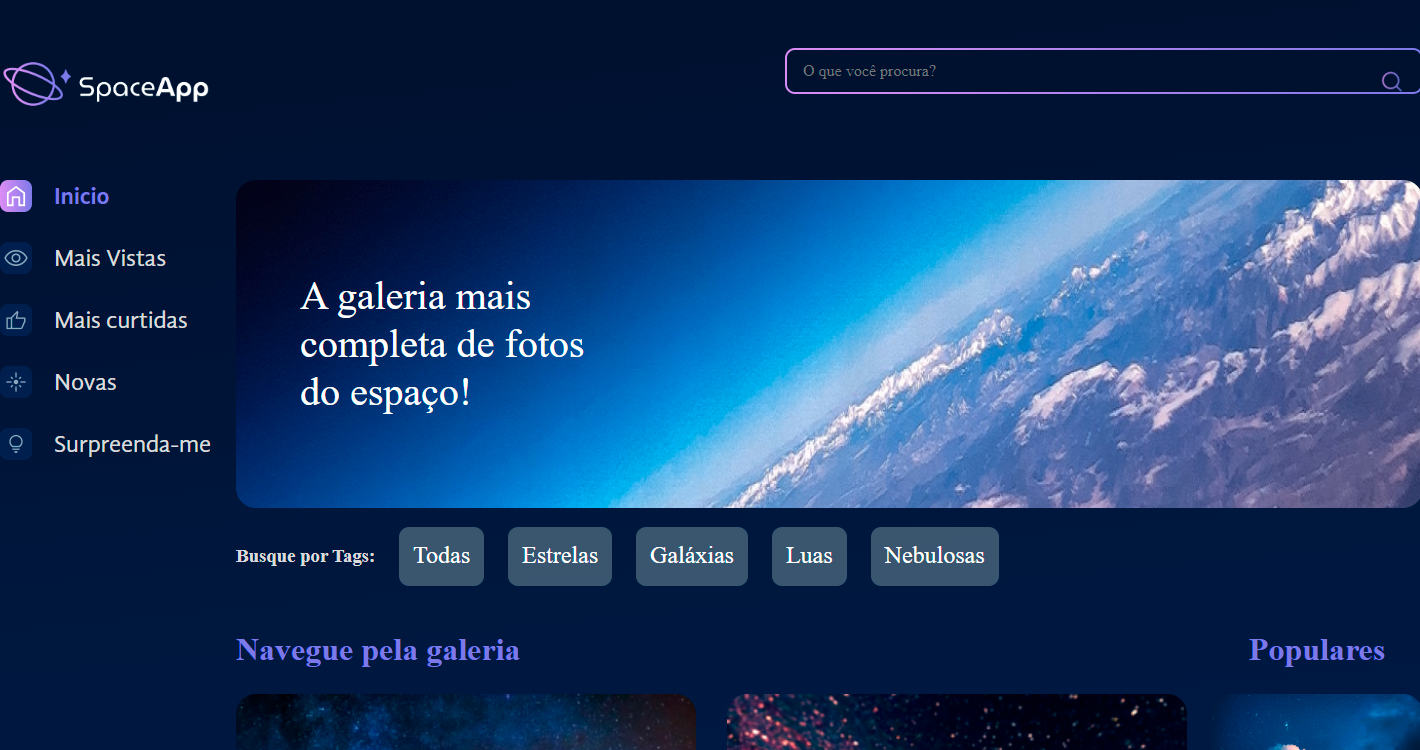 SpaceApp
O que você procura?
Inicio
Mais Vistas
Mais curtidas
Novas
Surpreenda-me
A galeria mais
completa de fotos
do espaço!
Busque por Tags: Todas Estrelas Galáxias Luas Nebulosas
Navegue pela galeria
Populares